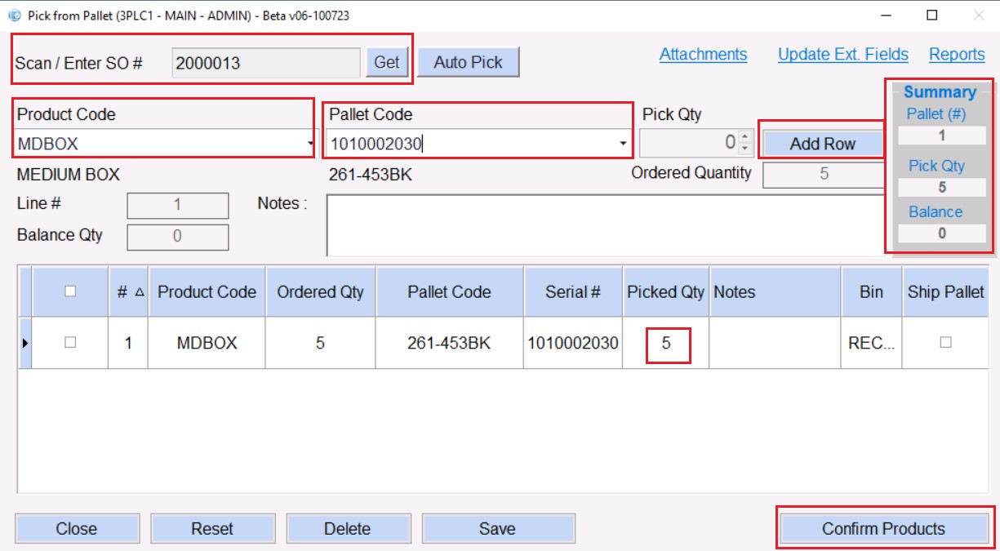 Pick from Pallet (3PLC1 - MAIN - ADMIN) - Beta v06-100723
Scan / Enter SO # 2000013 Get Auto Pick Attachments Update Ext. Fields Reports
Summary
Product Code Pallet Code Pick Qty Pallet (#)
MDBOX 1010002030 0 Add Row 1
MEDIUM BOX 261-453BK Ordered Quantity 5 Pick Qty
5
Line # 1 Notes : Balance
Balance Qty 0 0
# Product Code Ordered Qty Pallet Code Serial # Picked Qty Notes Bin Ship Pallet
1 MDBOX 5 261-453BK 1010002030 5 REC...
Close Reset Delete Save Confirm Products